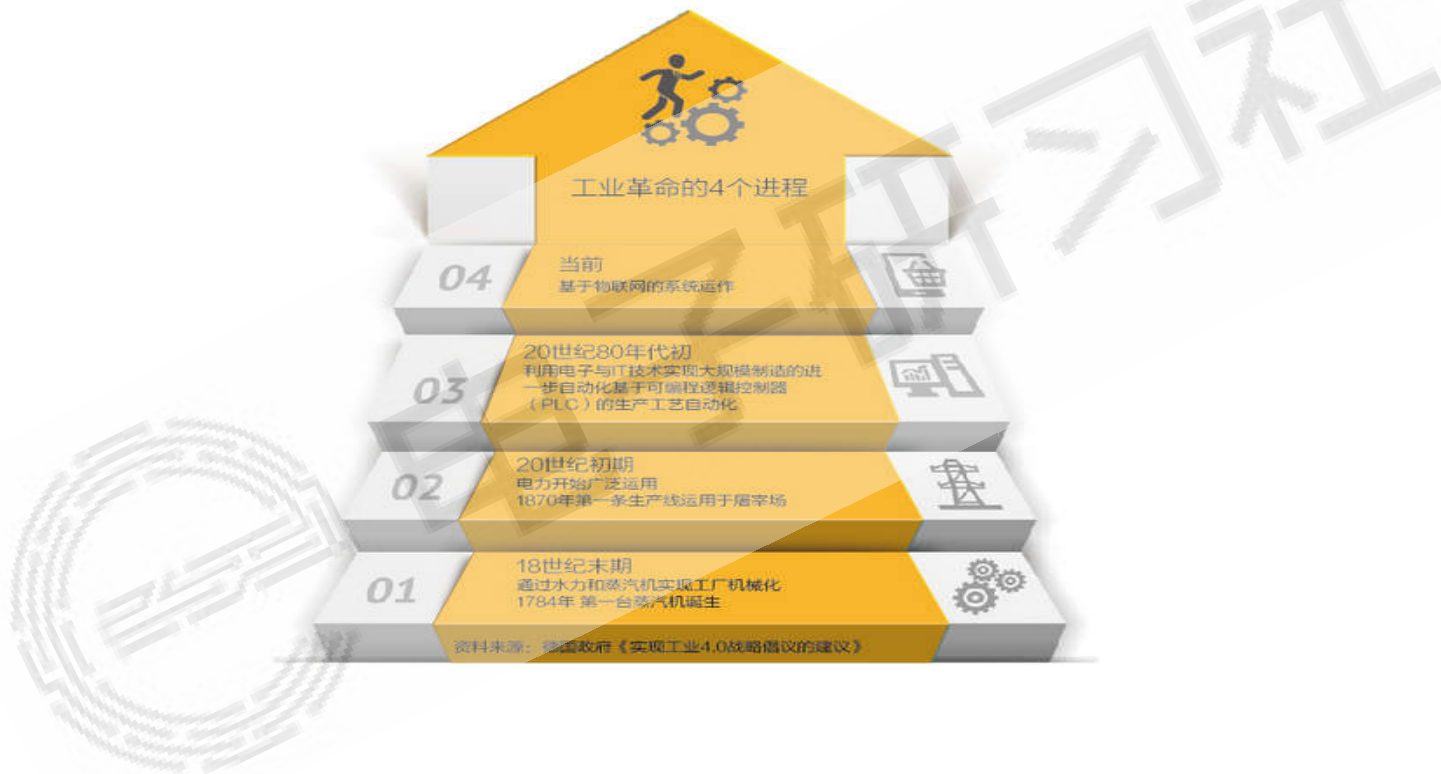 工业革命的4个进程
04
当前
基于物联网的系统运作
03
20世纪80年代初
利用电子与IT技术实现大规模制造的进
一步自动化基于可编程逻辑控制器
（PLC）的生产工艺自动化
02
20世纪初期
电力开始广泛运用
1870年第一条生产线运用于屠宰场
01
18世纪末期
通过水力和蒸汽机实现工厂机械化
1784年 第一台蒸汽机诞生
资料来源：德国政府《实现工业4.0战略倡议的建议》
电子研习社